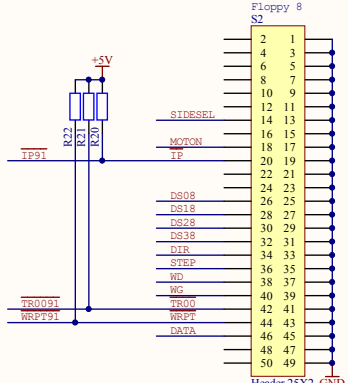 Floppy 8
S2
+5V
2 1
4 3
6 5
8 7
10 9
12 11
SIDESEL 14 13
16 15
MOTON 18 17
IP91 IP 20 19
R22 R21 R20
22 21
24 23
DS08 26 25
DS18 28 27
DS28 30 29
DS38 32 31
DIR 34 33
STEP 36 35
WD 38 37
WG 40 39
TR0091 TR00 42 41
WRPT91 WRPT 44 43
DATA 46 45
48 47
50 49
Header 25X2 GND